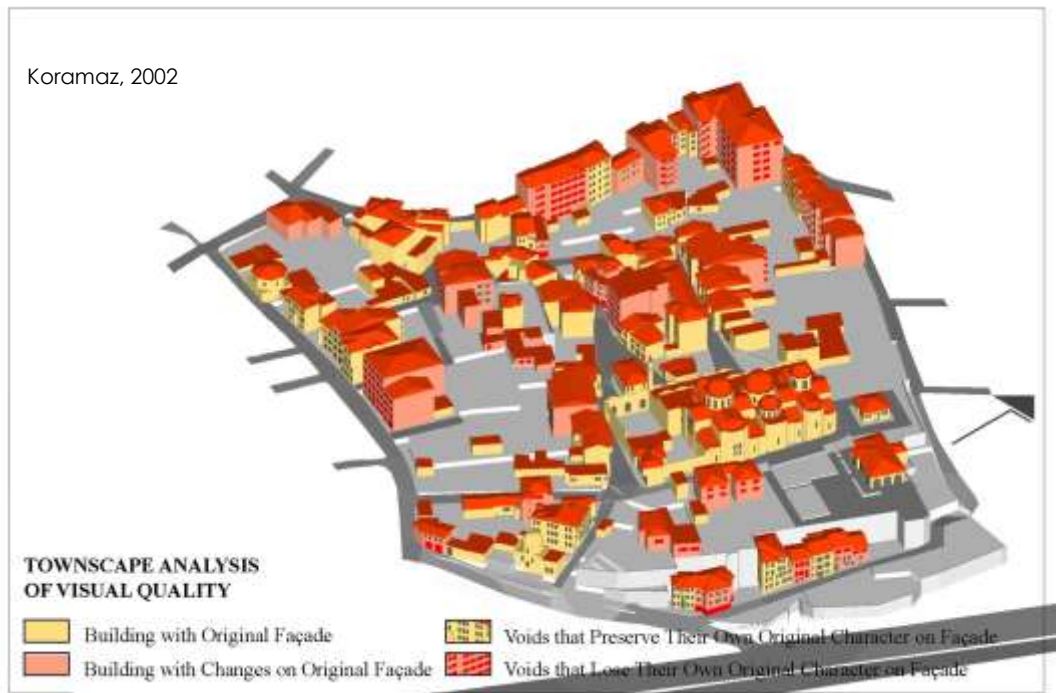 Koramaz, 2002
TOWNSCAPE ANALYSIS
OF VISUAL QUALITY
Building with Original Façade
Voids that Preserve Their Own Original Character on Façade
Building with Changes on Original Façade
Voids that Lose Their Own Original Character on Façade